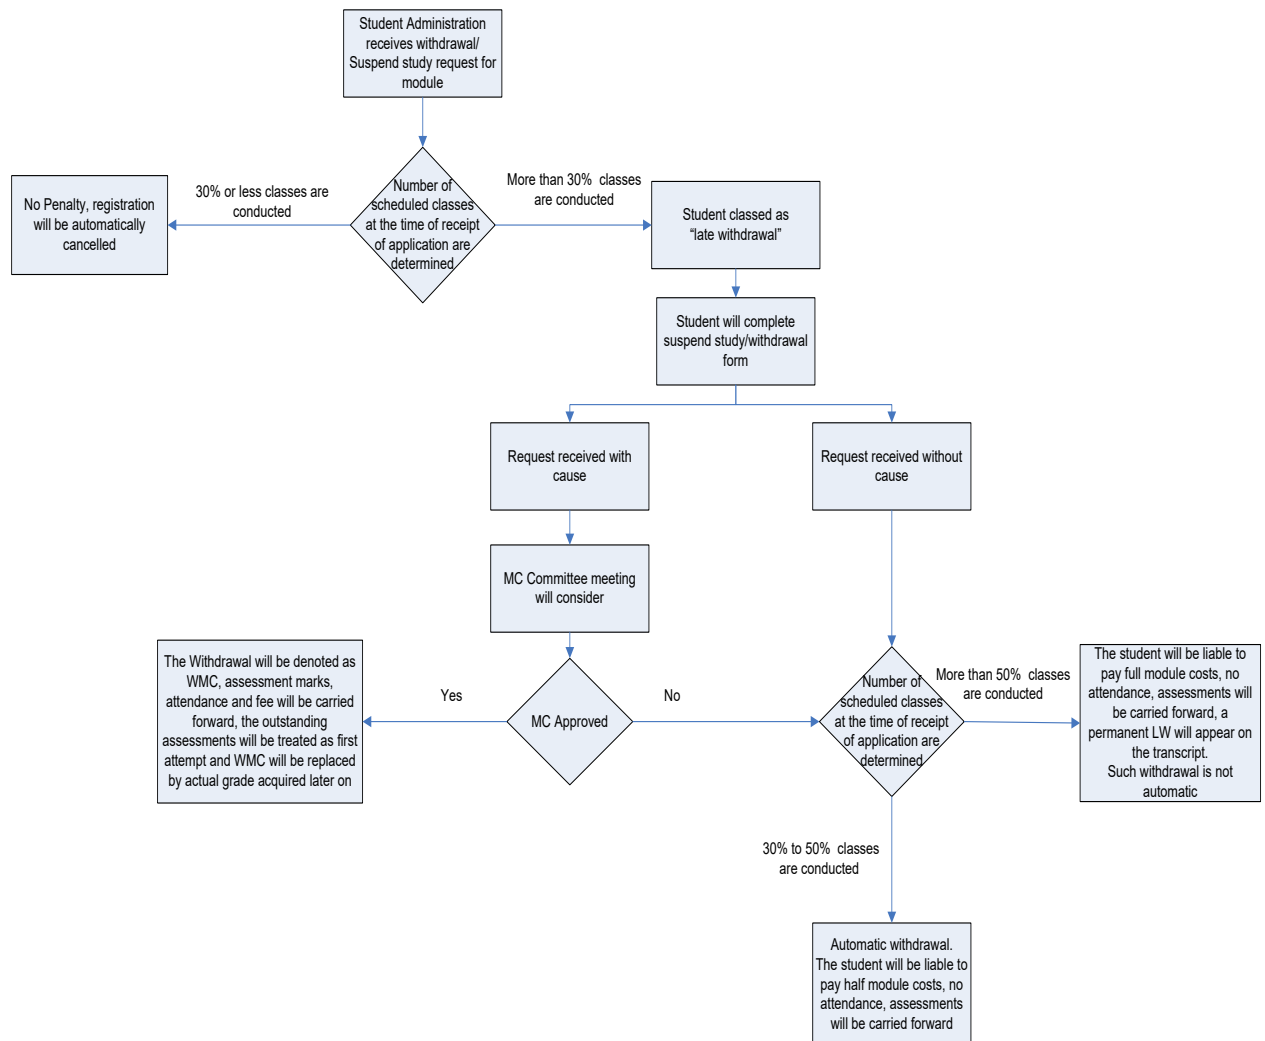 Student Administration
receives withdrawal/
Suspend study request for
module
30% or less classes are
conducted
More than 30%  classes
are conducted
No Penalty, registration
will be automatically
cancelled
Number of
scheduled classes
at the time of receipt
of application are
determined
Student classed as
“late withdrawal”
Student will complete
suspend study/withdrawal
form
Request received with
cause
Request received without
cause
MC Committee meeting
will consider
The Withdrawal will be denoted as
WMC, assessment marks,
attendance and fee will be carried
forward, the outstanding
assessments will be treated as first
attempt and WMC will be replaced
by actual grade acquired later on
Yes
MC Approved
No
Number of
scheduled classes
at the time of receipt
of application are
determined
More than 50%  classes
are conducted
The student will be liable to
pay full module costs, no
attendance, assessments will
be carried forward, a
permanent LW will appear on
the transcript.
Such withdrawal is not
automatic
30% to 50%  classes
are conducted
Automatic withdrawal.
The student will be liable to
pay half module costs, no
attendance, assessments
will be carried forward